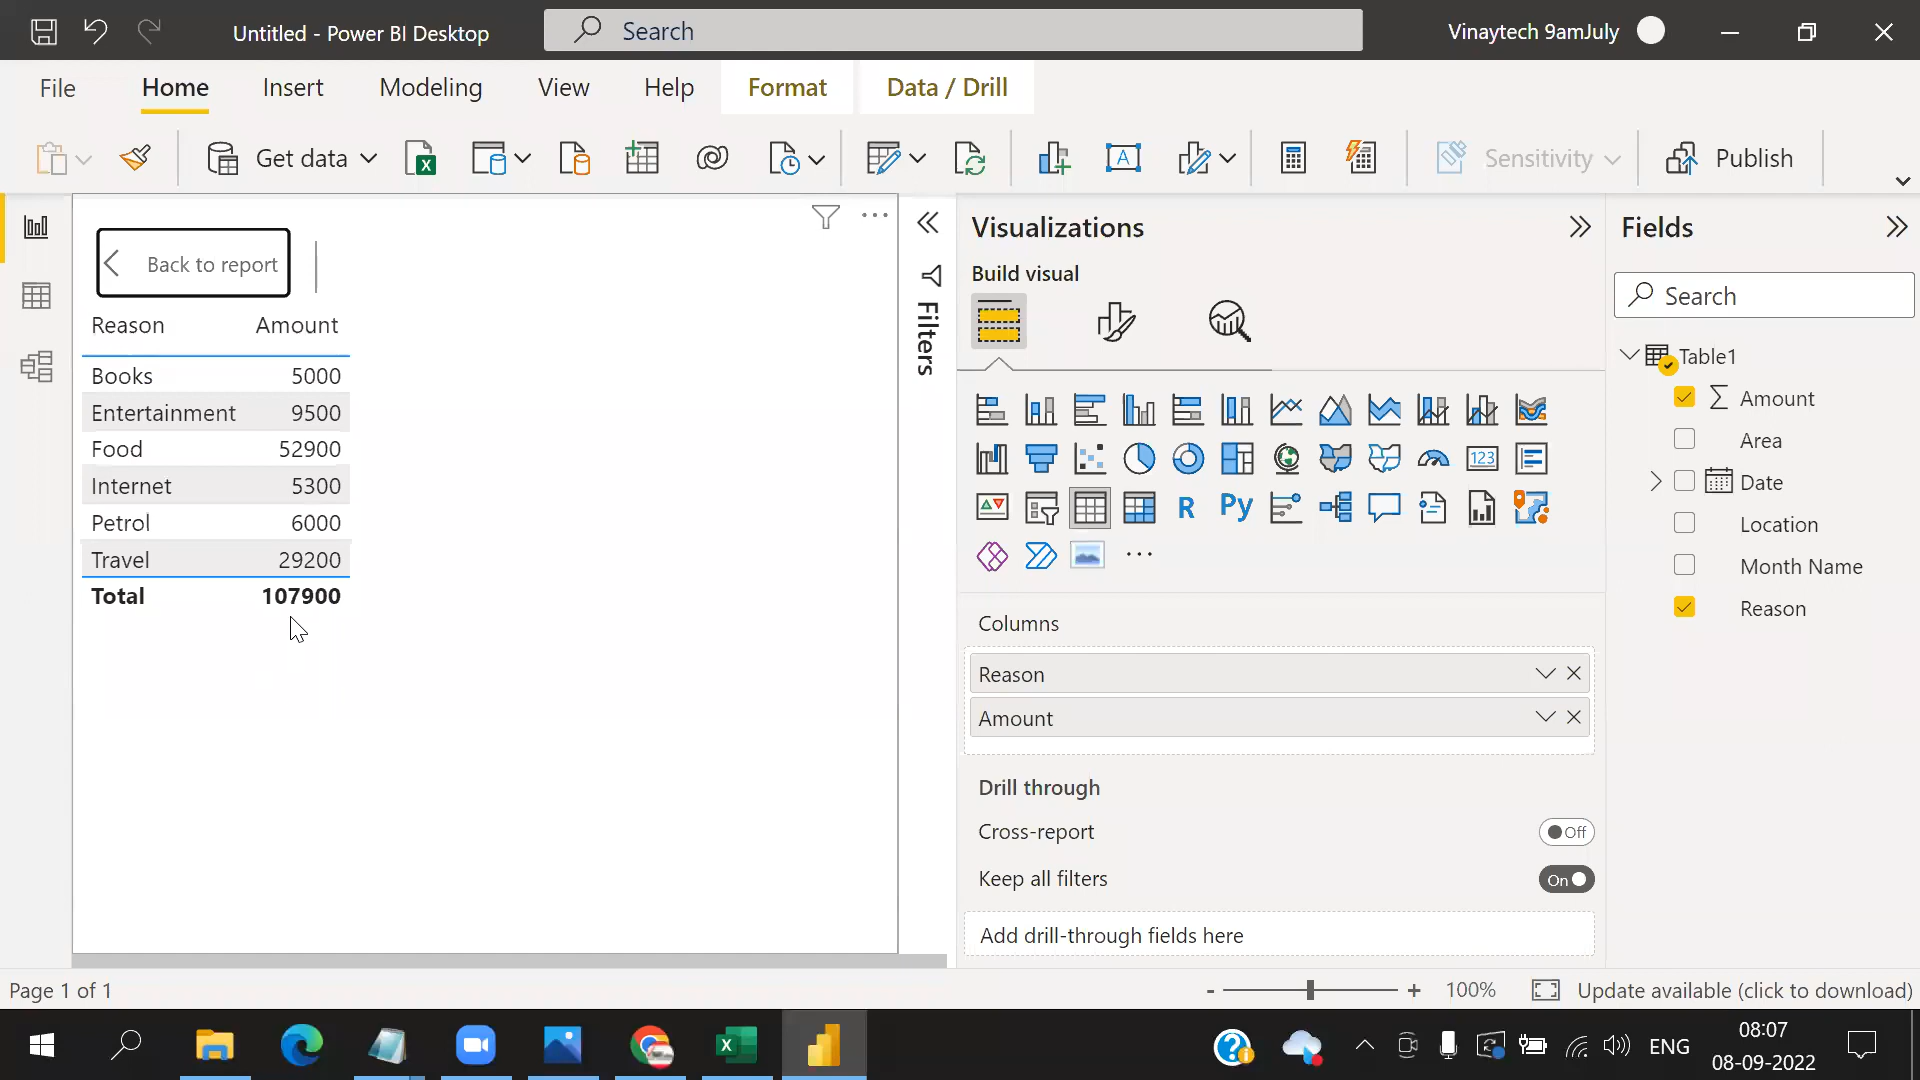 Untitled - Power BI Desktop
Search
Vinaytech 9amJuly
File Home Insert Modeling View Help Format Data / Drill
Get data
Sensitivity
Publish
Back to report
Reason Amount
Books 5000
Entertainment 9500
Food 52900
Internet 5300
Petrol 6000
Travel 29200
Total 107900
Filters
Visualizations
Build visual
123
R
Py
Columns
Reason
Amount
Drill through
Cross-report Off
Keep all filters On
Add drill-through fields here
Fields
Search
Table1
Amount
Area
Date
Location
Month Name
Reason
Page 1 of 1
- + 100%
Update available (click to download)
ENG
08:07
08-09-2022